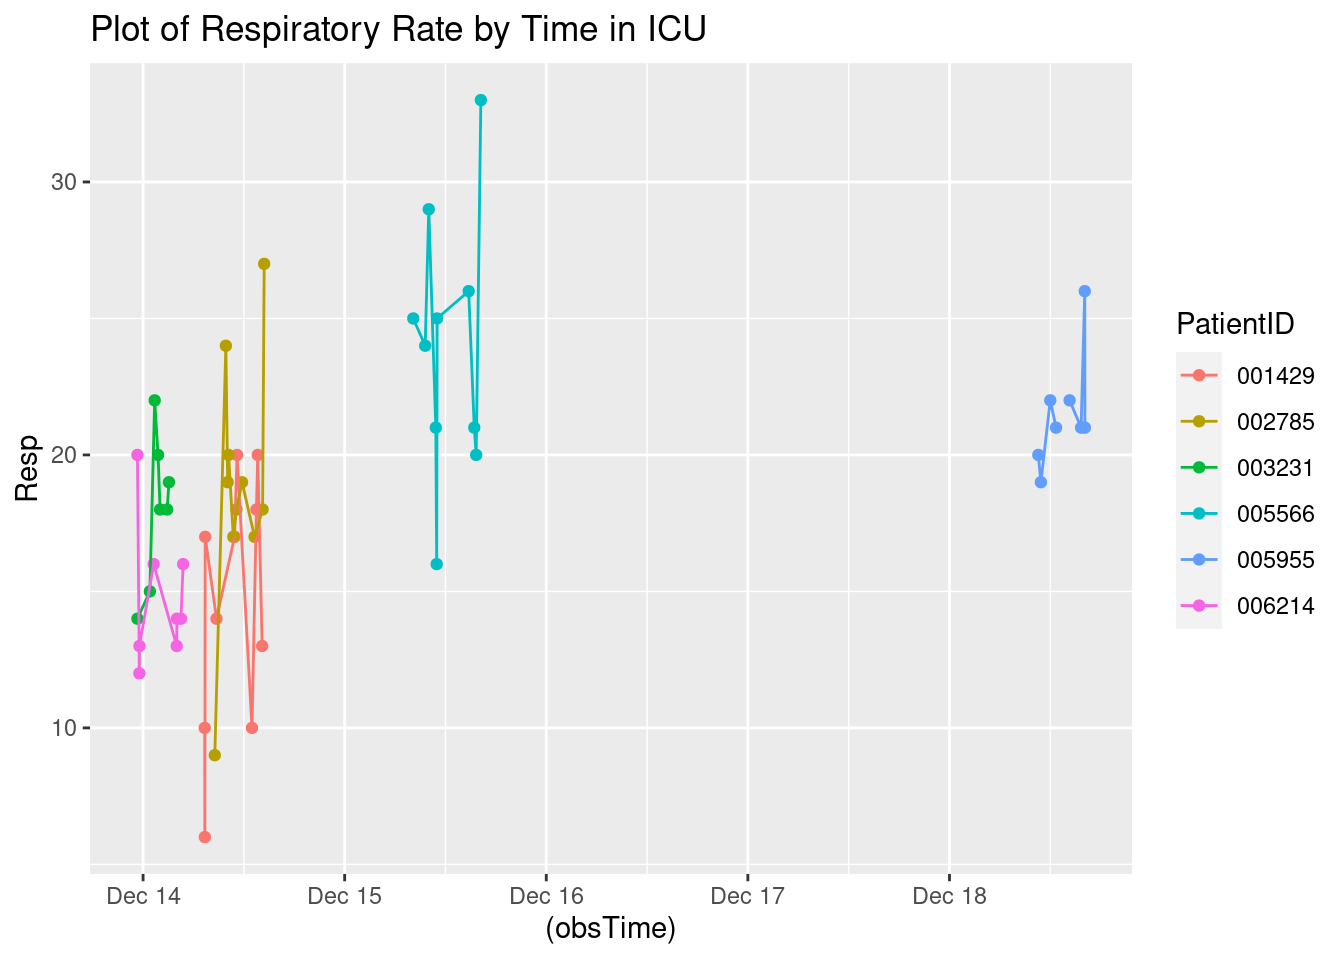 Plot of Respiratory Rate by Time in ICU
Resp
30
20
10
Dec 14
Dec 15
Dec 16
Dec 17
Dec 18
(obsTime)
PatientID
001429
002785
003231
005566
005955
006214